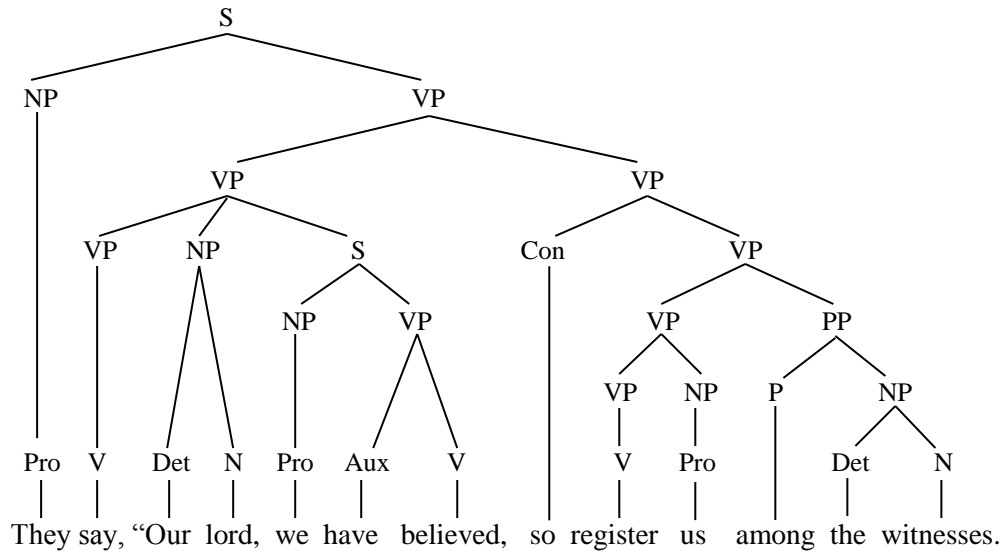 S
NP VP
VP VP
VP NP S Con VP
NP VP VP PP
VP NP P NP
Pro V Det N Pro Aux V V Pro Det N
They say, “Our lord, we have believed, so register us among the witnesses.